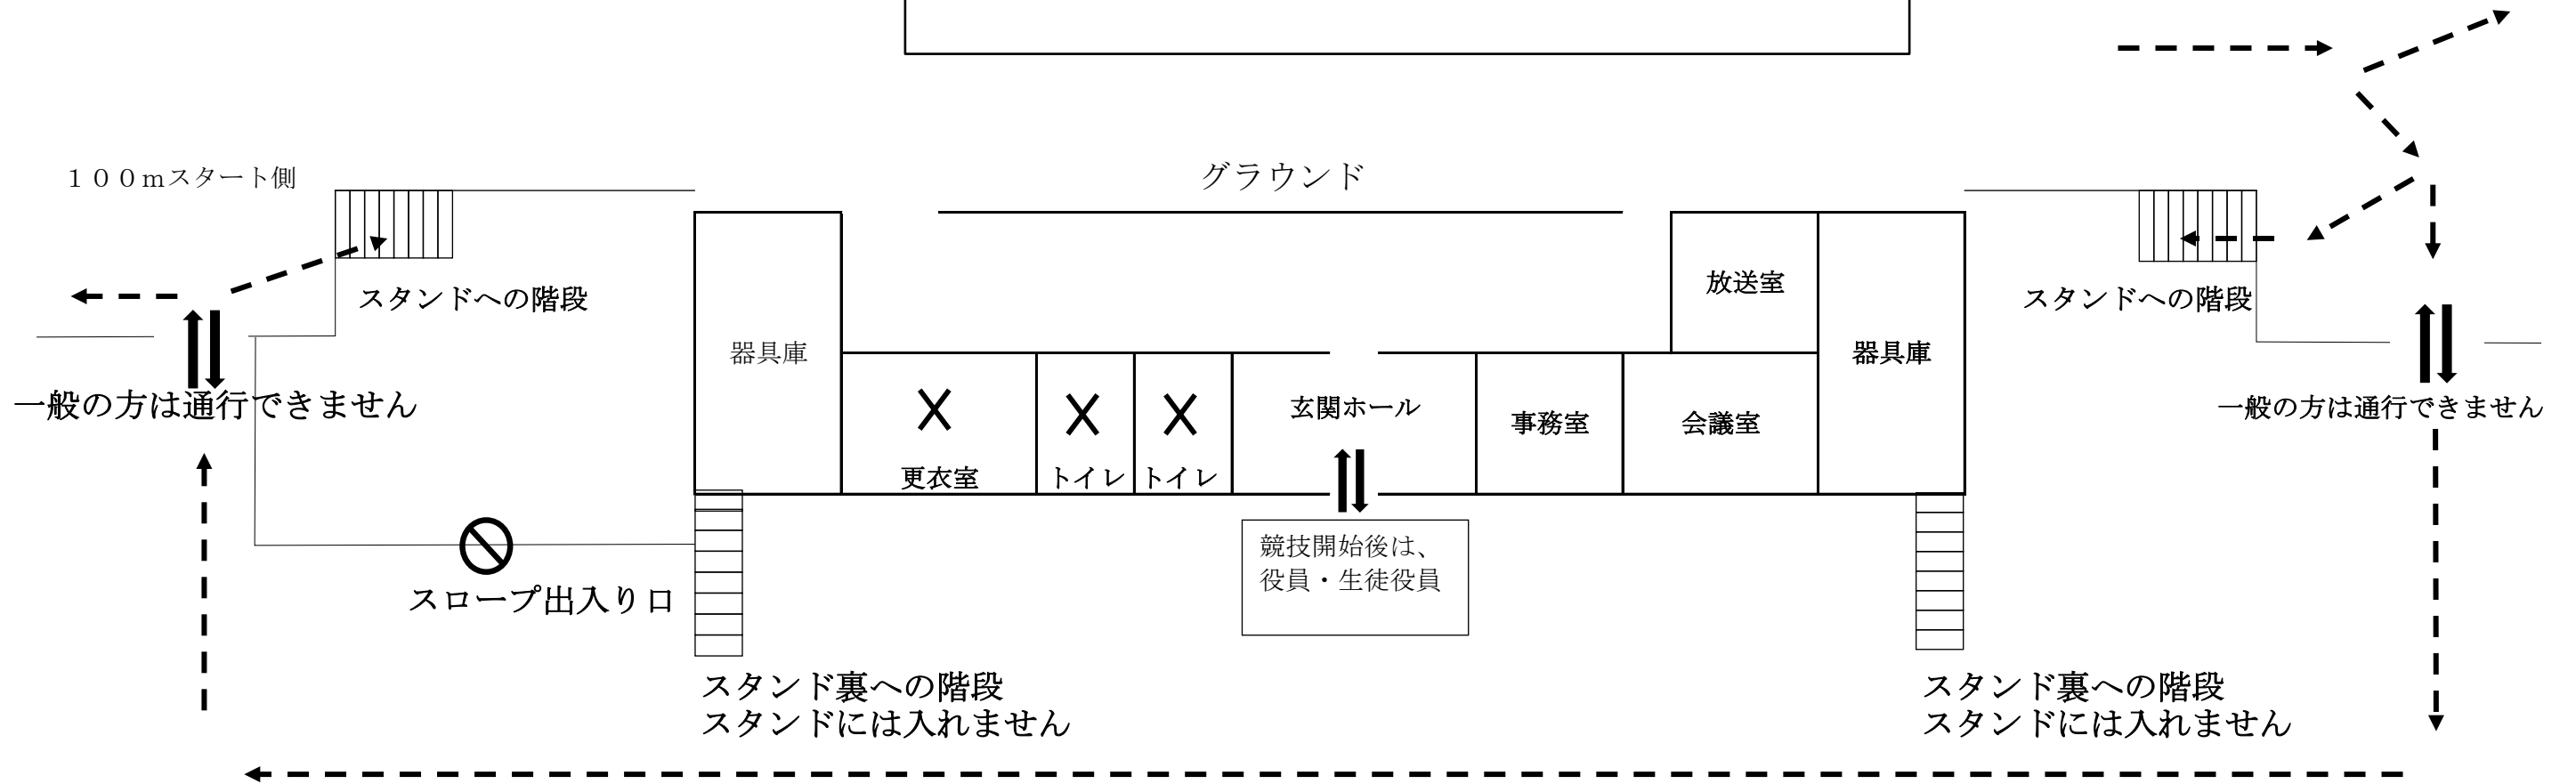 １００ｍスタート側
グラウンド
放送室
スタンドへの階段
スタンドへの階段
器具庫
器具庫
一般の方は通行できません
玄関ホール
事務室
会議室
一般の方は通行できません
更衣室
トイレ
トイレ
競技開始後は、
役員・生徒役員
スロープ出入り口
スタンド裏への階段
スタンドには入れません
スタンド裏への階段
スタンドには入れません